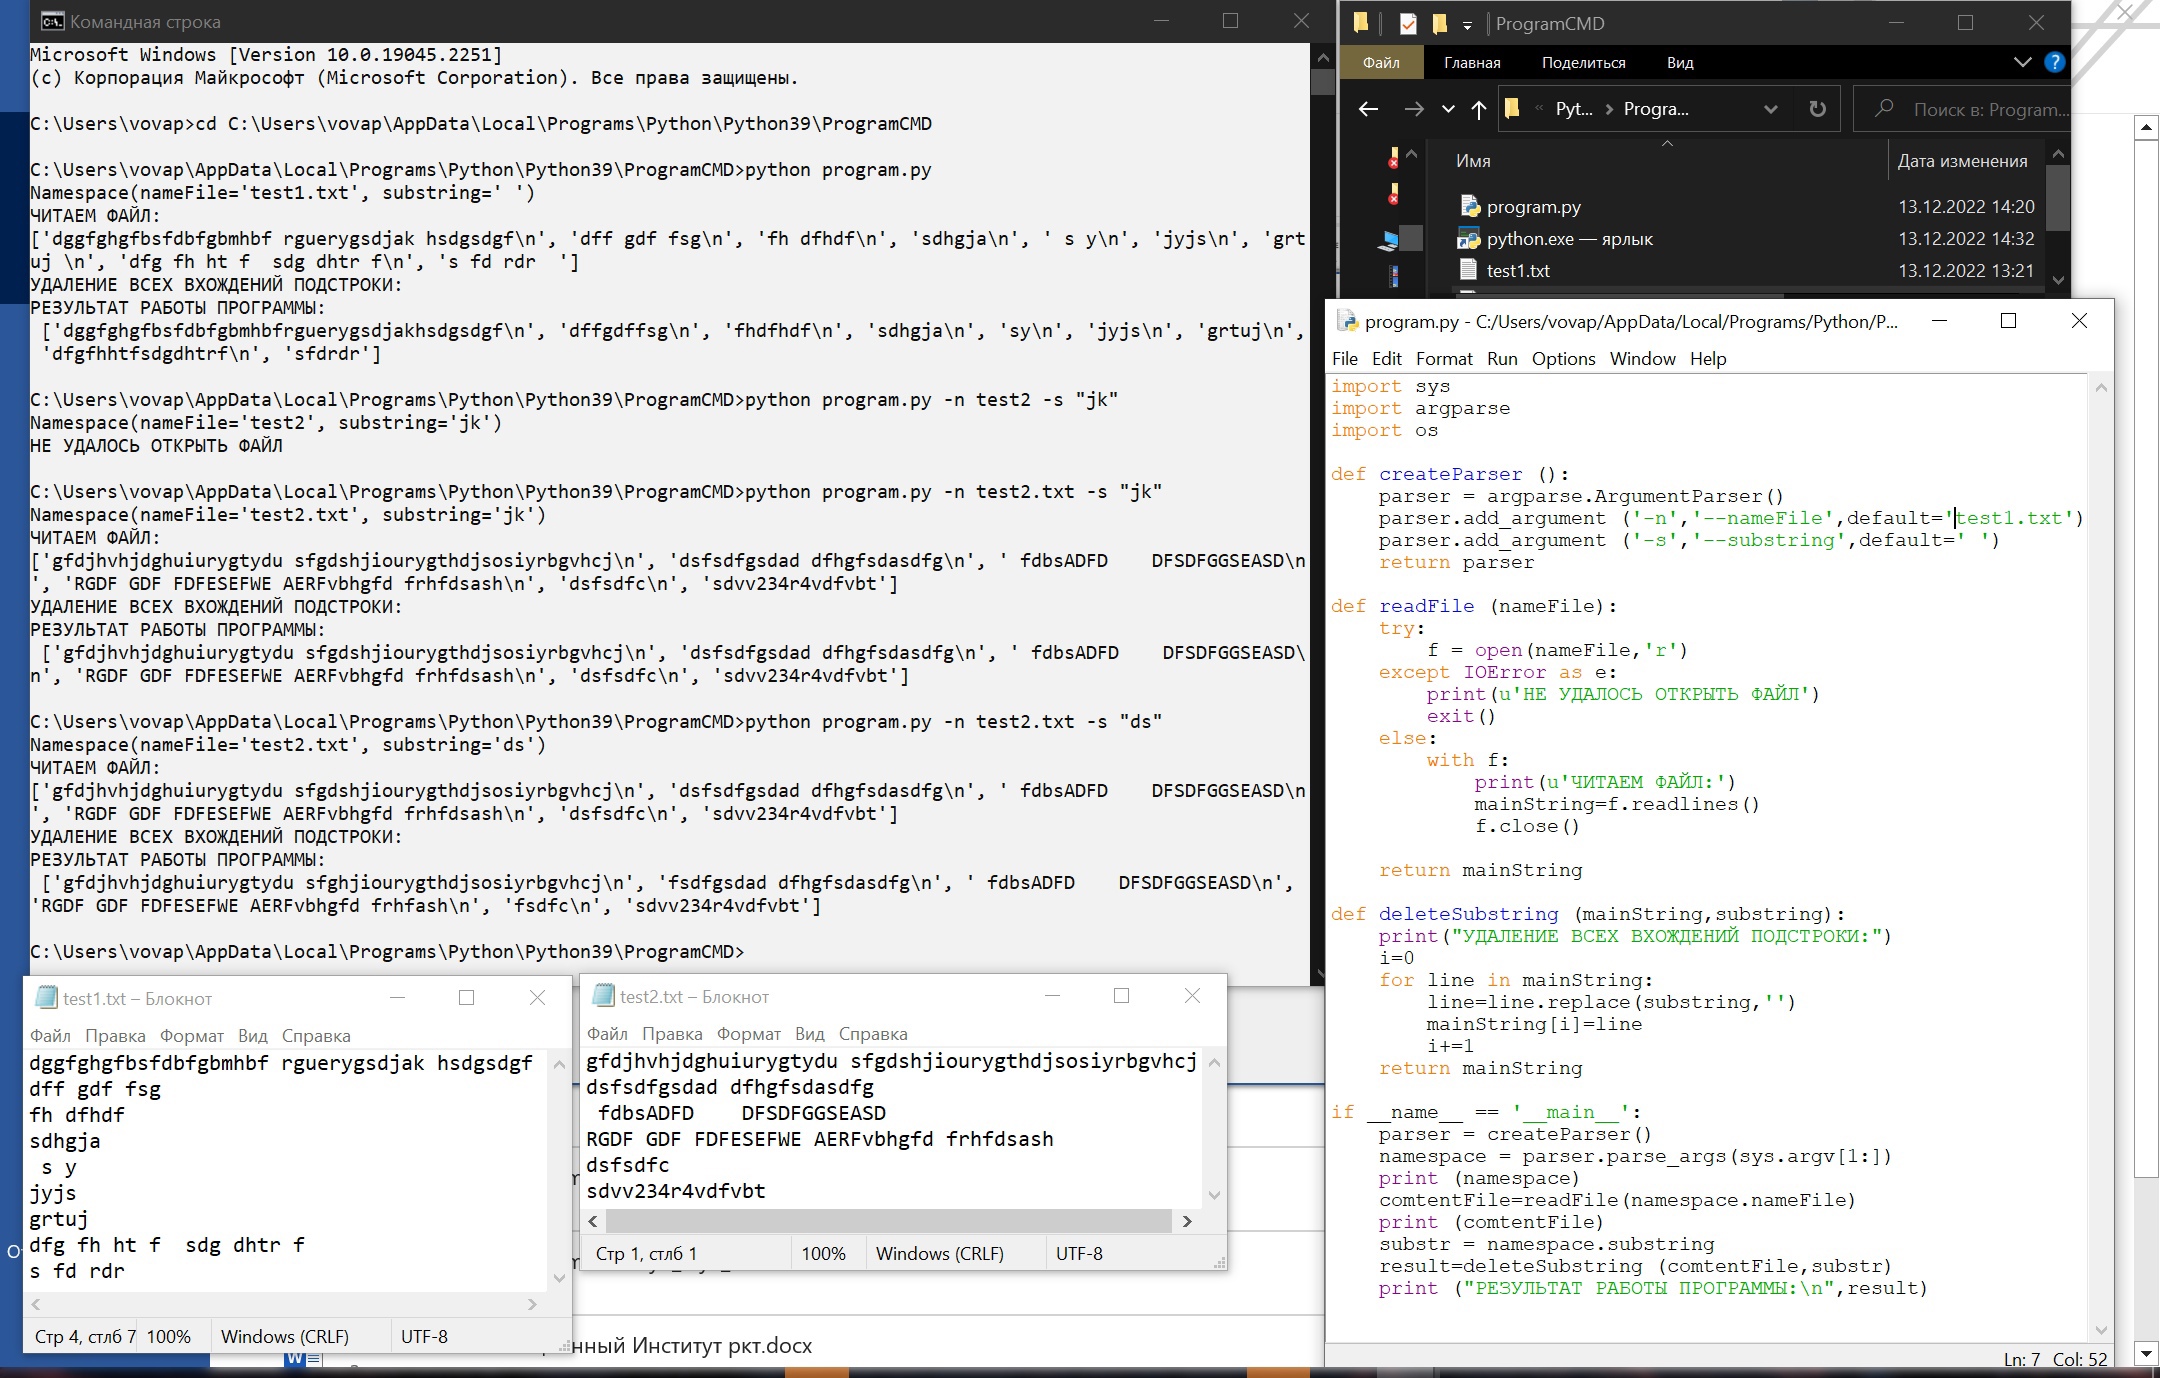 Командная строка
Microsoft Windows [Version 10.0.19045.2251]
(c) Корпорация Майкрософт (Microsoft Corporation). Все права защищены.
C:\Users\vovap>cd C:\Users\vovap\AppData\Local\Programs\Python\Python39\ProgramCMD
C:\Users\vovap\AppData\Local\Programs\Python\Python39\ProgramCMD>python program.py
Namespace(nameFile='test1.txt', substring=' ')
ЧИТАЕМ ФАЙЛ:
['dggfghgfbsfdbfgbmhbf rguerygsdjak hsdgsdgf\n', 'dff gdf fsg\n', 'fh dfhdf\n', 'sdhgja\n', ' s y\n', 'jyjs\n', 'grt
uj \n', 'dfg fh ht f  sdg dhtr f\n', 's fd rdr  ']
УДАЛЕНИЕ ВСЕХ ВХОЖДЕНИЙ ПОДСТРОКИ:
РЕЗУЛЬТАТ РАБОТЫ ПРОГРАММЫ:
 ['dggfghgfbsfdbfgbmhbfrguerygsdjakhsdgsdgf\n', 'dffgdffsg\n', 'fhdfhdf\n', 'sdhgja\n', 'sy\n', 'jyjs\n', 'grtuj\n',
 'dfgfhhtfsdgdhtrf\n', 'sfdrdr']
C:\Users\vovap\AppData\Local\Programs\Python\Python39\ProgramCMD>python program.py -n test2 -s "jk"
Namespace(nameFile='test2', substring='jk')
НЕ УДАЛОСЬ ОТКРЫТЬ ФАЙЛ
C:\Users\vovap\AppData\Local\Programs\Python\Python39\ProgramCMD>python program.py -n test2.txt -s "jk"
Namespace(nameFile='test2.txt', substring='jk')
ЧИТАЕМ ФАЙЛ:
['gfdjhvhjdghuiurygtydu sfgdshjiourygthdjsosiyrbgvhcj\n', 'dsfsdfgsdad dfhgfsdasdfg\n', ' fdbsADFD    DFSDFGGSEASD\n
', 'RGDF GDF FDFESEFWE AERFvbhgfd frhfdsash\n', 'dsfsdfc\n', 'sdvv234r4vdfvbt']
УДАЛЕНИЕ ВСЕХ ВХОЖДЕНИЙ ПОДСТРОКИ:
РЕЗУЛЬТАТ РАБОТЫ ПРОГРАММЫ:
 ['gfdjhvhjdghuiurygtydu sfgdshjiourygthdjsosiyrbgvhcj\n', 'dsfsdfgsdad dfhgfsdasdfg\n', ' fdbsADFD    DFSDFGGSEASD\
n', 'RGDF GDF FDFESEFWE AERFvbhgfd frhfdsash\n', 'dsfsdfc\n', 'sdvv234r4vdfvbt']
C:\Users\vovap\AppData\Local\Programs\Python\Python39\ProgramCMD>python program.py -n test2.txt -s "ds"
Namespace(nameFile='test2.txt', substring='ds')
ЧИТАЕМ ФАЙЛ:
['gfdjhvhjdghuiurygtydu sfgdshjiourygthdjsosiyrbgvhcj\n', 'dsfsdfgsdad dfhgfsdasdfg\n', ' fdbsADFD    DFSDFGGSEASD\n
', 'RGDF GDF FDFESEFWE AERFvbhgfd frhfdsash\n', 'dsfsdfc\n', 'sdvv234r4vdfvbt']
УДАЛЕНИЕ ВСЕХ ВХОЖДЕНИЙ ПОДСТРОКИ:
РЕЗУЛЬТАТ РАБОТЫ ПРОГРАММЫ:
 ['gfdjhvhjdghuiurygtydu sfghjiourygthdjsosiyrbgvhcj\n', 'fsdfgsdad dfhgfsdasdfg\n', ' fdbsADFD    DFSDFGGSEASD\n',
'RGDF GDF FDFESEFWE AERFvbhgfd frhfash\n', 'fsdfc\n', 'sdvv234r4vdfvbt']
C:\Users\vovap\AppData\Local\Programs\Python\Python39\ProgramCMD>
ProgramCMD
Файл Главная Поделиться Вид
« Pyt... > Progra...
Поиск в: Program...
Имя Дата изменения
program.py 13.12.2022 14:20
python.exe — ярлык 13.12.2022 14:32
test1.txt 13.12.2022 13:21
program.py - C:/Users/vovap/AppData/Local/Programs/Python/P...
File Edit Format Run Options Window Help
import sys
import argparse
import os
def createParser ():
    parser = argparse.ArgumentParser()
    parser.add_argument ('-n','--nameFile',default='test1.txt')
    parser.add_argument ('-s','--substring',default=' ')
    return parser
def readFile (nameFile):
    try:
        f = open(nameFile,'r')
    except IOError as e:
        print(u'НЕ УДАЛОСЬ ОТКРЫТЬ ФАЙЛ')
        exit()
    else:
        with f:
            print(u'ЧИТАЕМ ФАЙЛ:')
            mainString=f.readlines()
            f.close()
    return mainString
def deleteSubstring (mainString,substring):
    print("УДАЛЕНИЕ ВСЕХ ВХОЖДЕНИЙ ПОДСТРОКИ:")
    i=0
    for line in mainString:
        line=line.replace(substring,'')
        mainString[i]=line
        i+=1
    return mainString
if __name__ == '__main__':
    parser = createParser()
    namespace = parser.parse_args(sys.argv[1:])
    print (namespace)
    comtentFile=readFile(namespace.nameFile)
    print (comtentFile)
    substr = namespace.substring
    result=deleteSubstring (comtentFile,substr)
    print ("РЕЗУЛЬТАТ РАБОТЫ ПРОГРАММЫ:\n",result)
Ln: 7 Col: 52
test1.txt – Блокнот
Файл Правка Формат Вид Справка
dggfghgfbsfdbfgbmhbf rguerygsdjak hsdgsdgf
dff gdf fsg
fh dfhdf
sdhgja
 s y
jyjs
grtuj
dfg fh ht f  sdg dhtr f
s fd rdr
Стр 4, стлб 7 100% Windows (CRLF) UTF-8
test2.txt – Блокнот
Файл Правка Формат Вид Справка
gfdjhvhjdghuiurygtydu sfgdshjiourygthdjsosiyrbgvhcj
dsfsdfgsdad dfhgfsdasdfg
 fdbsADFD    DFSDFGGSEASD
RGDF GDF FDFESEFWE AERFvbhgfd frhfdsash
dsfsdfc
sdvv234r4vdfvbt
Стр 1, стлб 1 100% Windows (CRLF) UTF-8
нный Институт ркт.docx